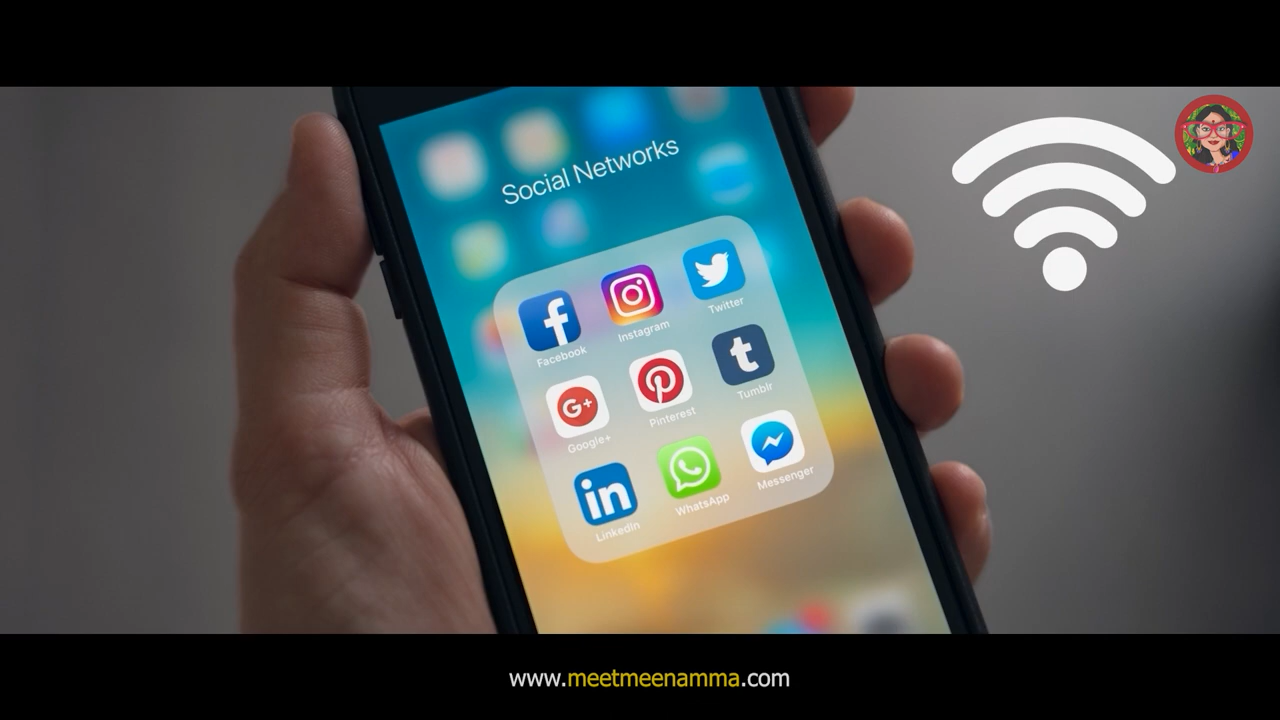 Social Networks
Facebook
Instagram
Twitter
Google+
Pinterest
Tumblr
LinkedIn
WhatsApp
Messenger
www.meetmeenamma.com